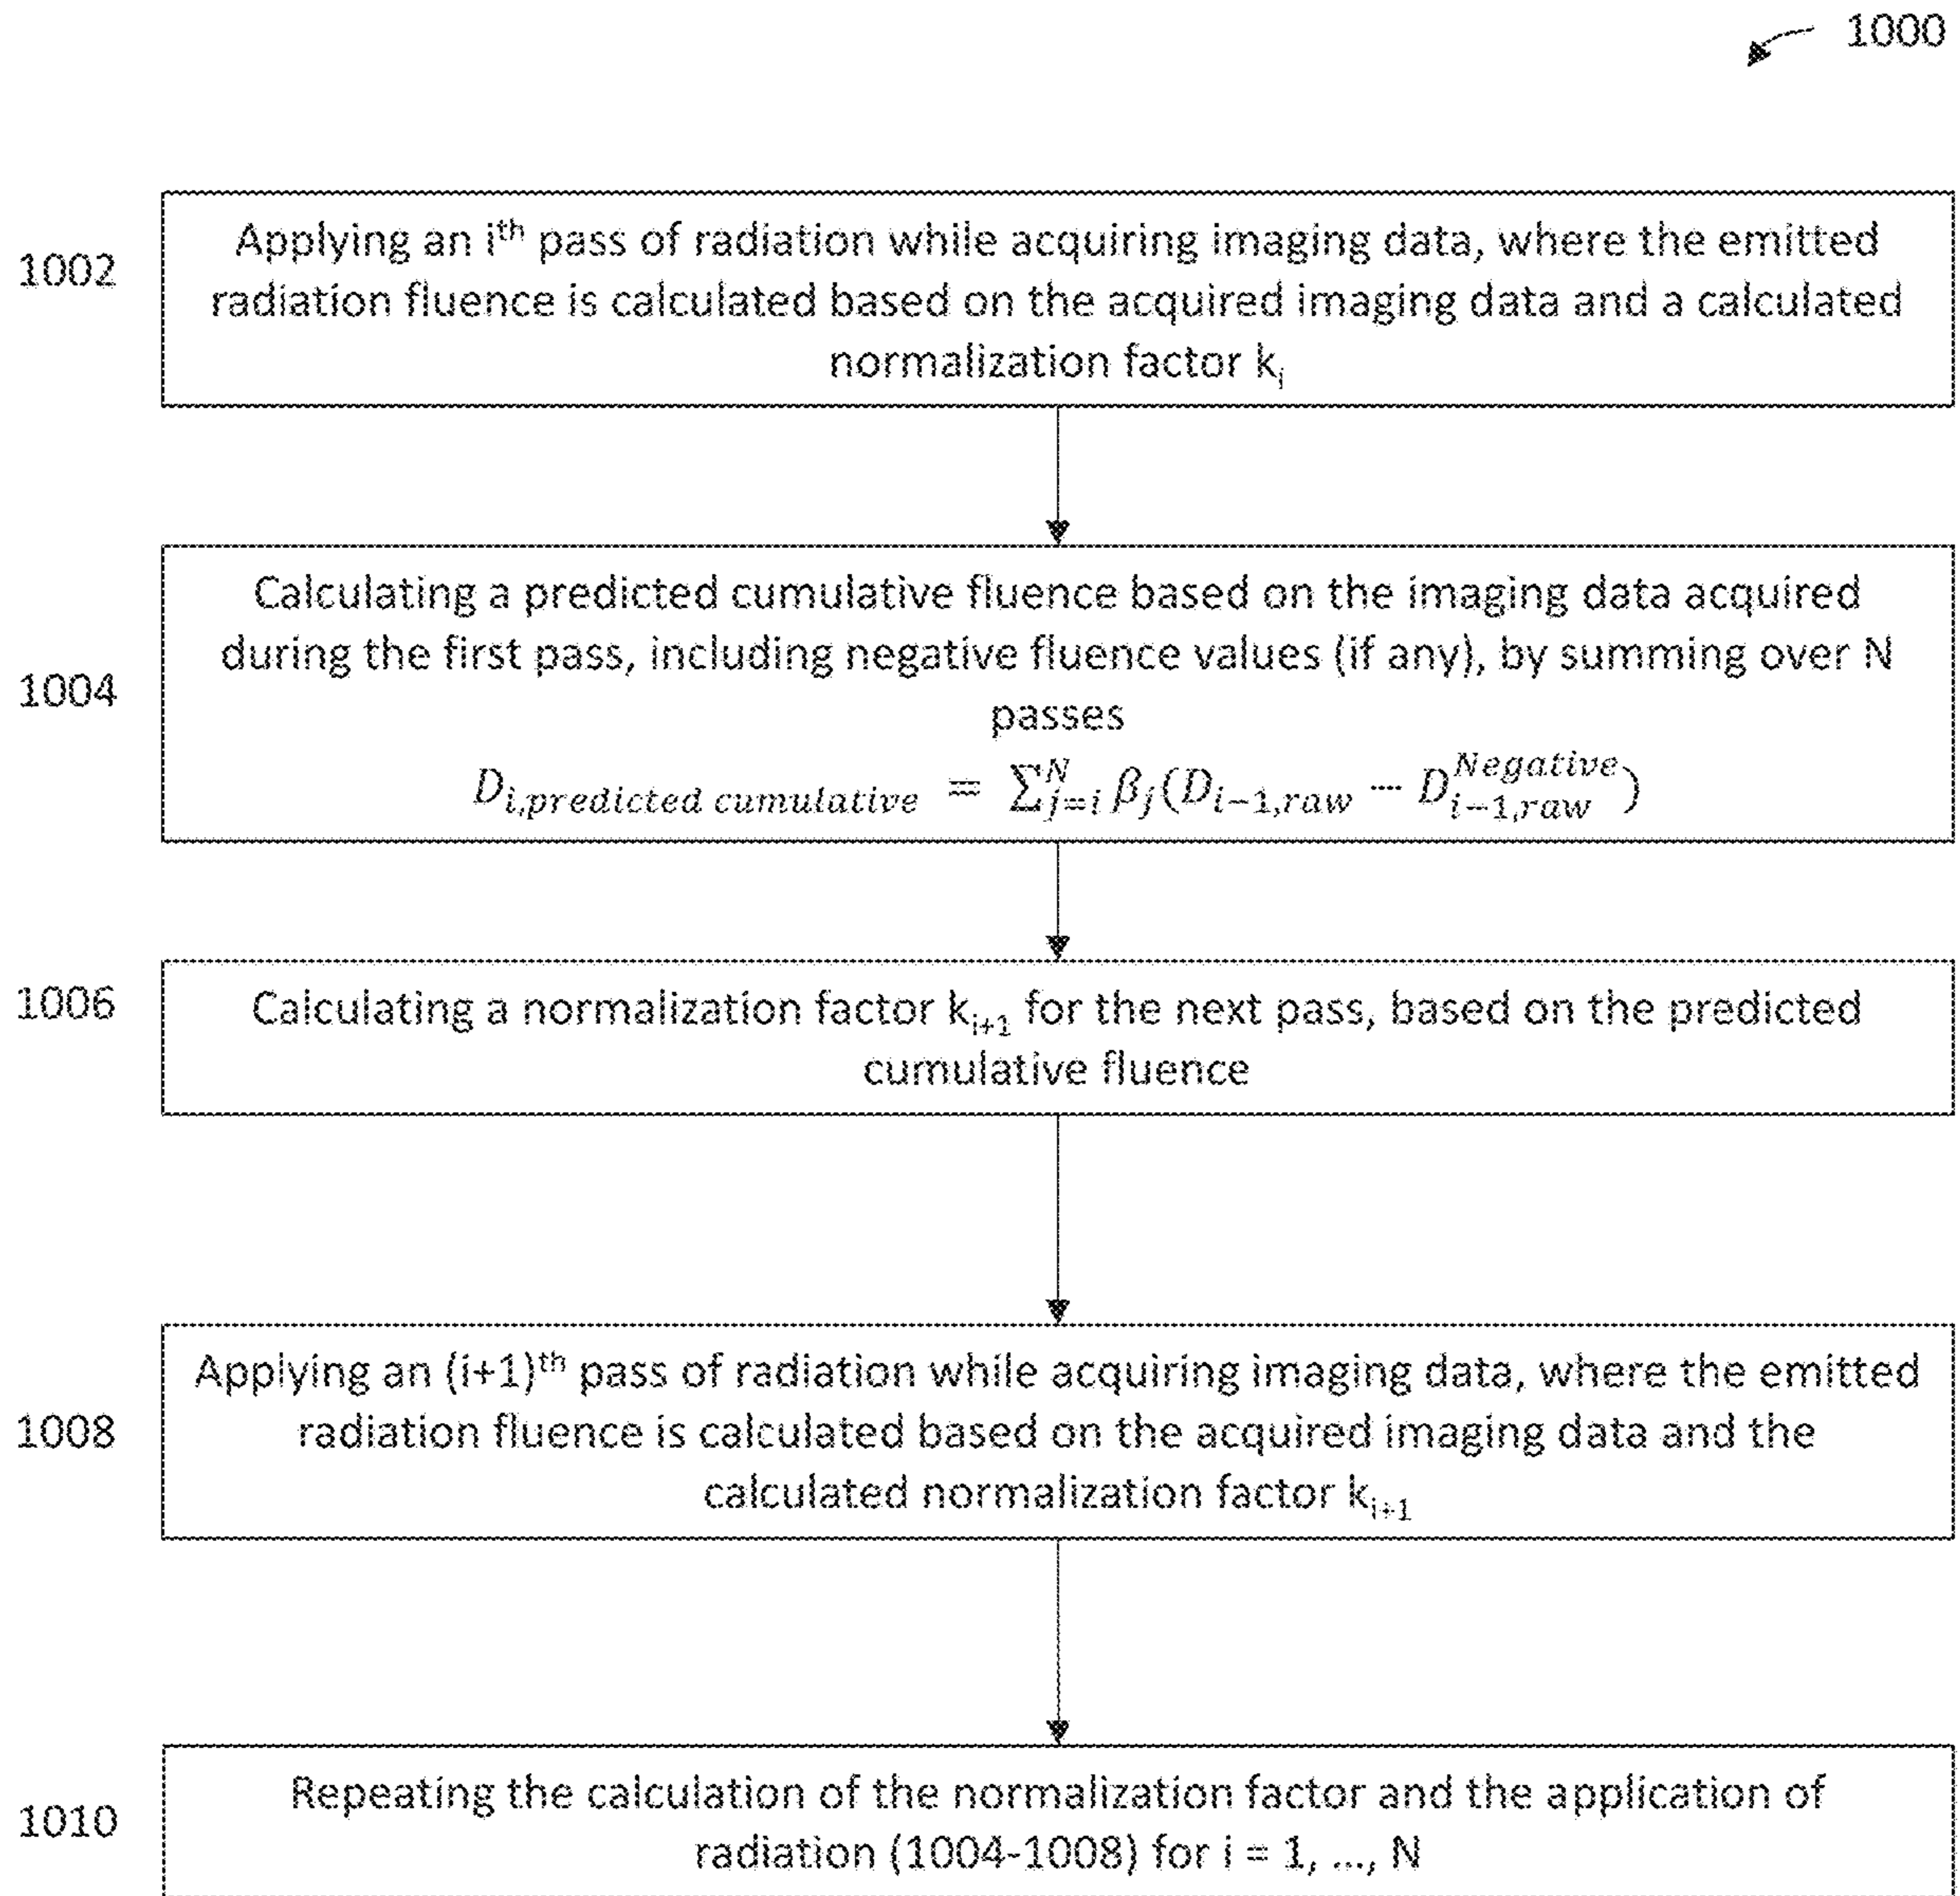 1000
1002
Applying an iᵗʰ pass of radiation while acquiring imaging data, where the emitted
radiation fluence is calculated based on the acquired imaging data and a calculated
normalization factor kᵢ
1004
Calculating a predicted cumulative fluence based on the imaging data acquired
during the first pass, including negative fluence values (if any), by summing over N
passes
D_{i,predicted cumulative} = ∑_{j=i}^{N} β_j(D_{i−1,raw} − D_{i−1,raw}^{Negative})
1006
Calculating a normalization factor kᵢ₊₁ for the next pass, based on the predicted
cumulative fluence
1008
Applying an (i+1)ᵗʰ pass of radiation while acquiring imaging data, where the emitted
radiation fluence is calculated based on the acquired imaging data and the
calculated normalization factor kᵢ₊₁
1010
Repeating the calculation of the normalization factor and the application of
radiation (1004-1008) for i = 1, ..., N